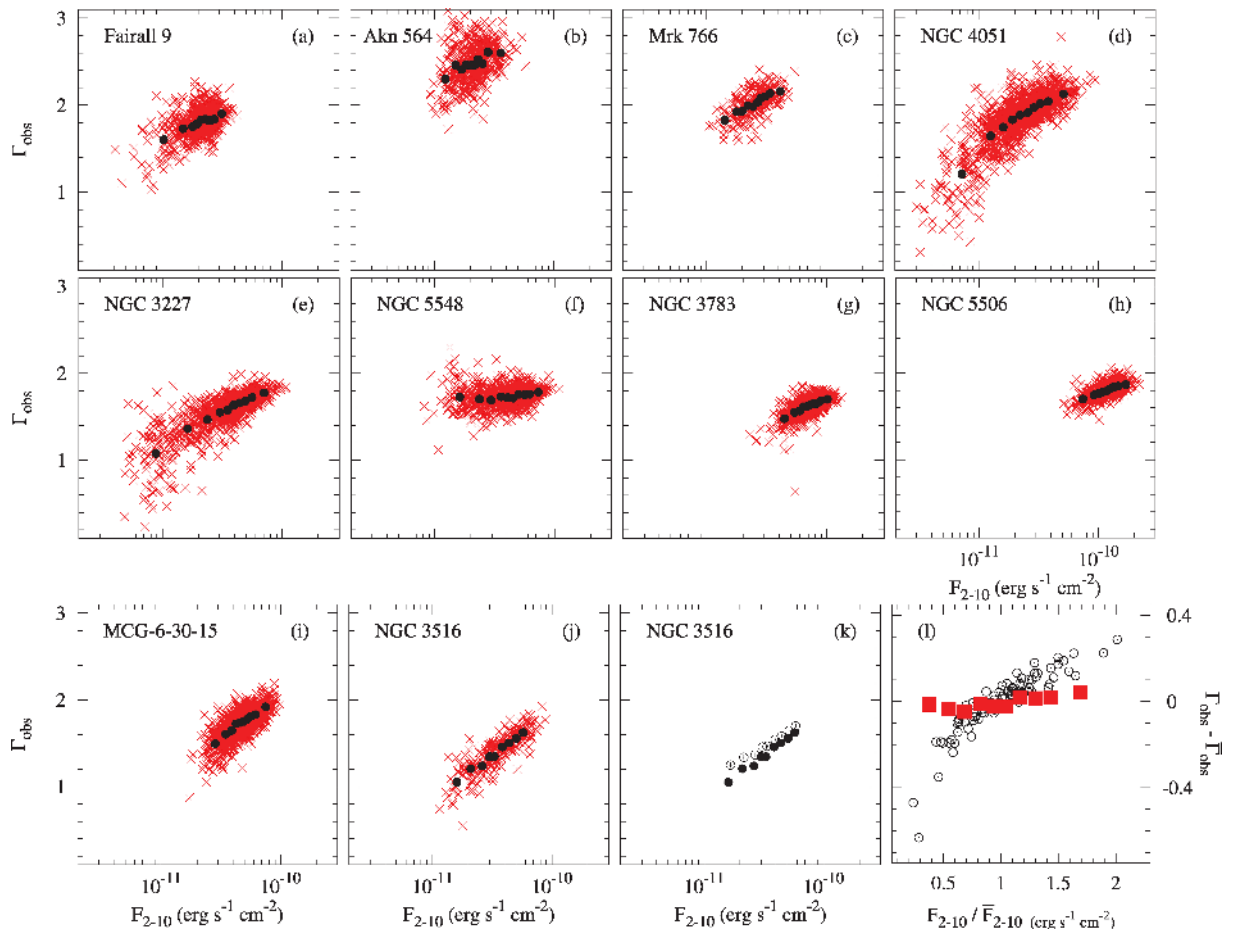 Fairall 9 (a)
Akn 564 (b)
Mrk 766 (c)
NGC 4051 (d)
3
2
1
Γobs
NGC 3227 (e)
NGC 5548 (f)
NGC 3783 (g)
NGC 5506 (h)
3
2
1
Γobs
10-11 10-10
F2-10 (erg s-1 cm-2)
MCG-6-30-15 (i)
NGC 3516 (j)
NGC 3516 (k)
(l)
3
2
1
Γobs
0.4
0
-0.4
Γobs - Γ̅obs
10-11 10-10
10-11 10-10
10-11 10-10
0.5 1 1.5 2
F2-10 (erg s-1 cm-2)
F2-10 (erg s-1 cm-2)
F2-10 (erg s-1 cm-2)
F2-10 / F̅2-10 (erg s-1 cm-2)